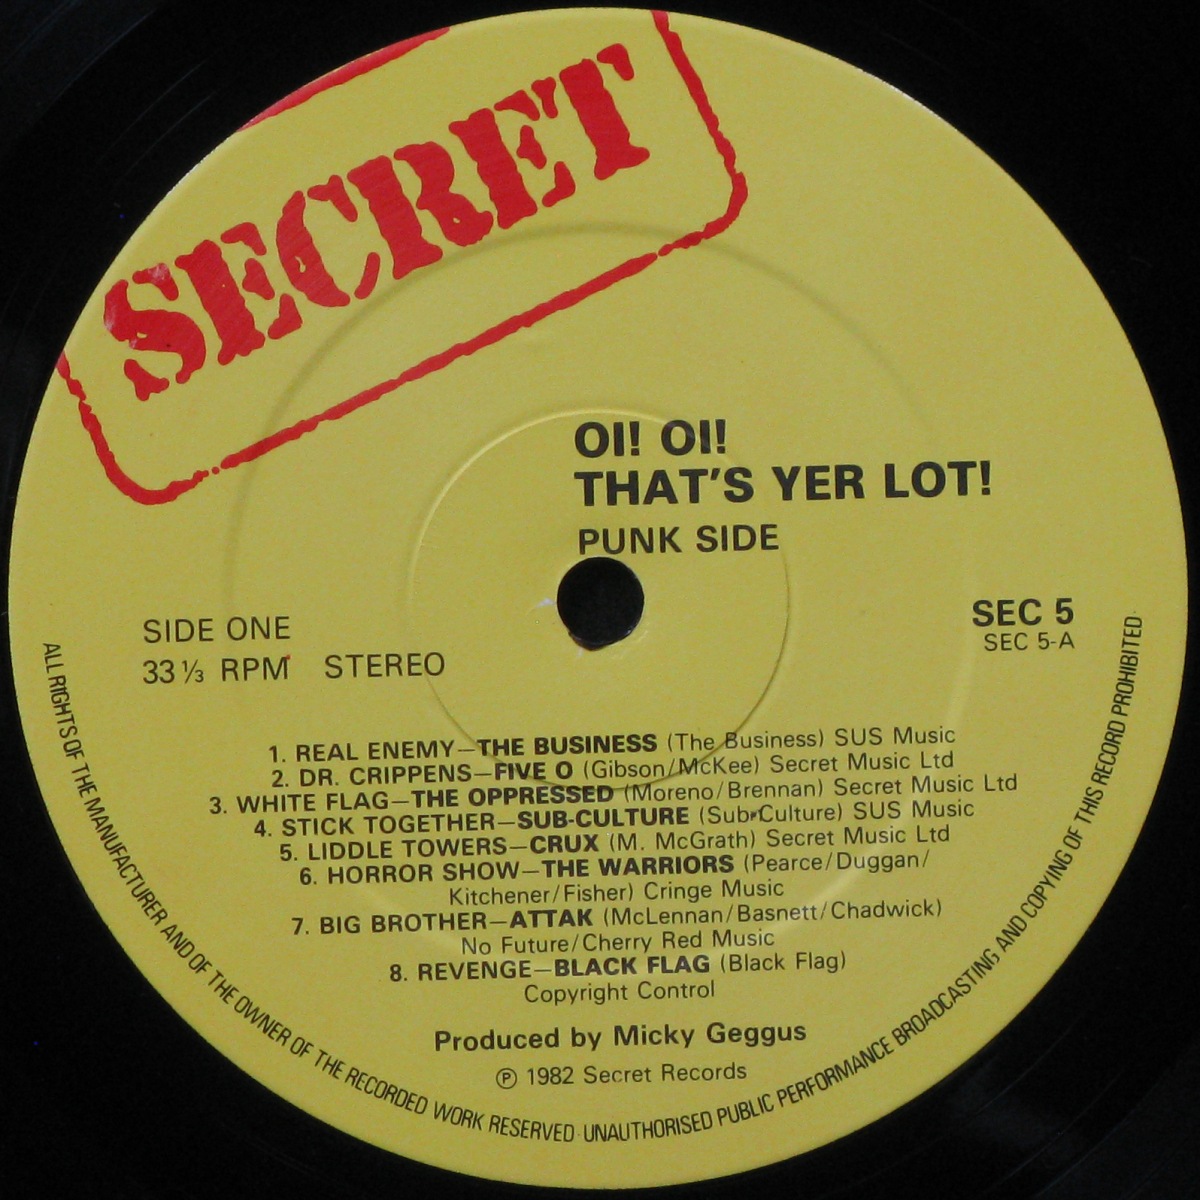 SECRET
OI! OI!
THAT'S YER LOT!
PUNK SIDE
SIDE ONE
33 ⅓ RPM STEREO
SEC 5
SEC 5-A
1. REAL ENEMY—THE BUSINESS (The Business) SUS Music
2. DR. CRIPPENS—FIVE O (Gibson/McKee) Secret Music Ltd
3. WHITE FLAG—THE OPPRESSED (Moreno/Brennan) Secret Music Ltd
4. STICK TOGETHER—SUB-CULTURE (Sub-Culture) SUS Music
5. LIDDLE TOWERS—CRUX (M. McGrath) Secret Music Ltd
6. HORROR SHOW—THE WARRIORS (Pearce/Duggan/
Kitchener/Fisher) Cringe Music
7. BIG BROTHER—ATTAK (McLennan/Basnett/Chadwick)
No Future/Cherry Red Music
8. REVENGE—BLACK FLAG (Black Flag)
Copyright Control
Produced by Micky Geggus
℗ 1982 Secret Records
ALL RIGHTS OF THE MANUFACTURER AND OF THE OWNER OF THE RECORDED WORK RESERVED · UNAUTHORISED PUBLIC PERFORMANCE BROADCASTING AND COPYING OF THIS RECORD PROHIBITED·